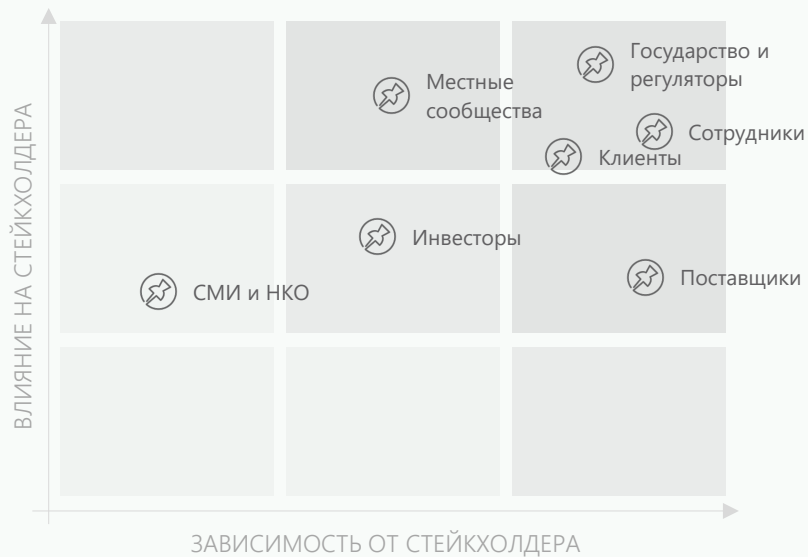 ВЛИЯНИЕ НА СТЕЙКХОЛДЕРА
Государство и
регуляторы
Местные
сообщества
Сотрудники
Клиенты
Инвесторы
Поставщики
СМИ и НКО
ЗАВИСИМОСТЬ ОТ СТЕЙКХОЛДЕРА